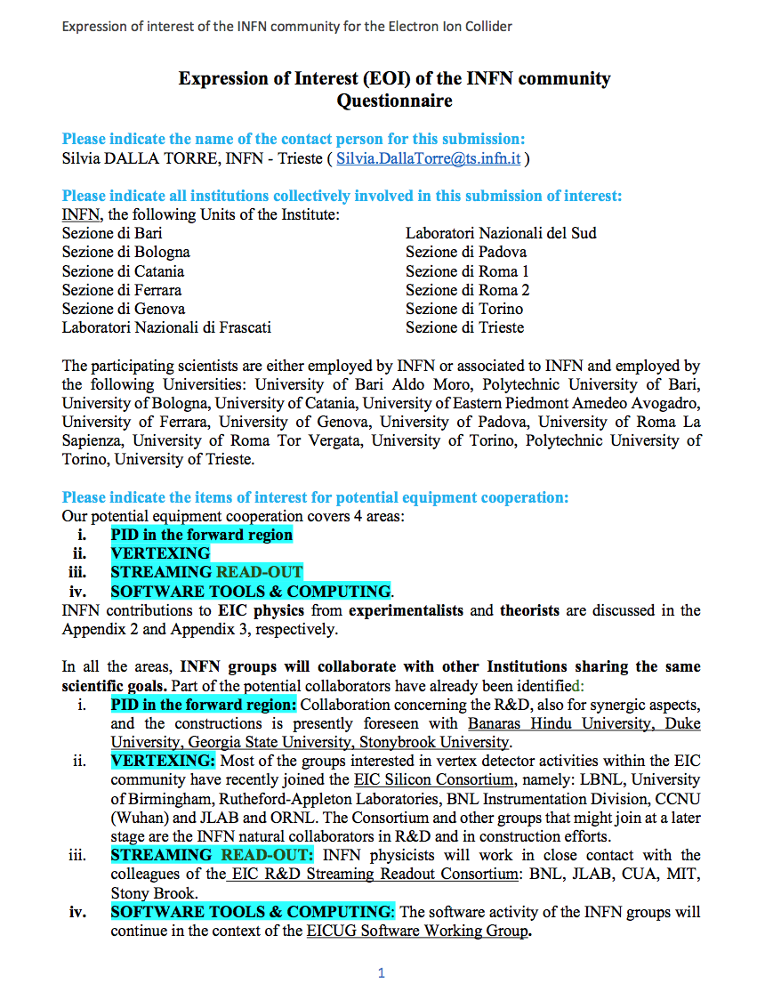 Expression of interest of the INFN community for the Electron Ion Collider
Expression of Interest (EOI) of the INFN community
Questionnaire
Please indicate the name of the contact person for this submission:
Silvia DALLA TORRE, INFN - Trieste ( Silvia.DallaTorre@ts.infn.it )
Please indicate all institutions collectively involved in this submission of interest:
INFN, the following Units of the Institute:
Sezione di Bari
Sezione di Bologna
Sezione di Catania
Sezione di Ferrara
Sezione di Genova
Laboratori Nazionali di Frascati
Laboratori Nazionali del Sud
Sezione di Padova
Sezione di Roma 1
Sezione di Roma 2
Sezione di Torino
Sezione di Trieste
The participating scientists are either employed by INFN or associated to INFN and employed by
the following Universities: University of Bari Aldo Moro, Polytechnic University of Bari,
University of Bologna, University of Catania, University of Eastern Piedmont Amedeo Avogadro,
University of Ferrara, University of Genova, University of Padova, University of Roma La
Sapienza, University of Roma Tor Vergata, University of Torino, Polytechnic University of
Torino, University of Trieste.
Please indicate the items of interest for potential equipment cooperation:
Our potential equipment cooperation covers 4 areas:
i. PID in the forward region
ii. VERTEXING
iii. STREAMING READ-OUT
iv. SOFTWARE TOOLS & COMPUTING.
INFN contributions to EIC physics from experimentalists and theorists are discussed in the
Appendix 2 and Appendix 3, respectively.
In all the areas, INFN groups will collaborate with other Institutions sharing the same
scientific goals. Part of the potential collaborators have already been identified:
i. PID in the forward region: Collaboration concerning the R&D, also for synergic aspects,
and the constructions is presently foreseen with Banaras Hindu University, Duke
University, Georgia State University, Stonybrook University.
ii. VERTEXING: Most of the groups interested in vertex detector activities within the EIC
community have recently joined the EIC Silicon Consortium, namely: LBNL, University
of Birmingham, Rutheford-Appleton Laboratories, BNL Instrumentation Division, CCNU
(Wuhan) and JLAB and ORNL. The Consortium and other groups that might join at a later
stage are the INFN natural collaborators in R&D and in construction efforts.
iii. STREAMING READ-OUT: INFN physicists will work in close contact with the
colleagues of the EIC R&D Streaming Readout Consortium: BNL, JLAB, CUA, MIT,
Stony Brook.
iv. SOFTWARE TOOLS & COMPUTING: The software activity of the INFN groups will
continue in the context of the EICUG Software Working Group.
1